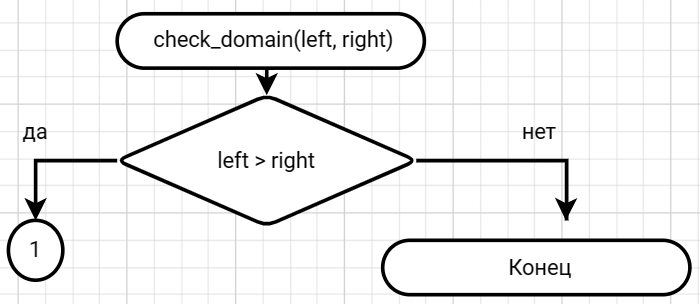 check_domain(left, right)
да
нет
left > right
1
Конец